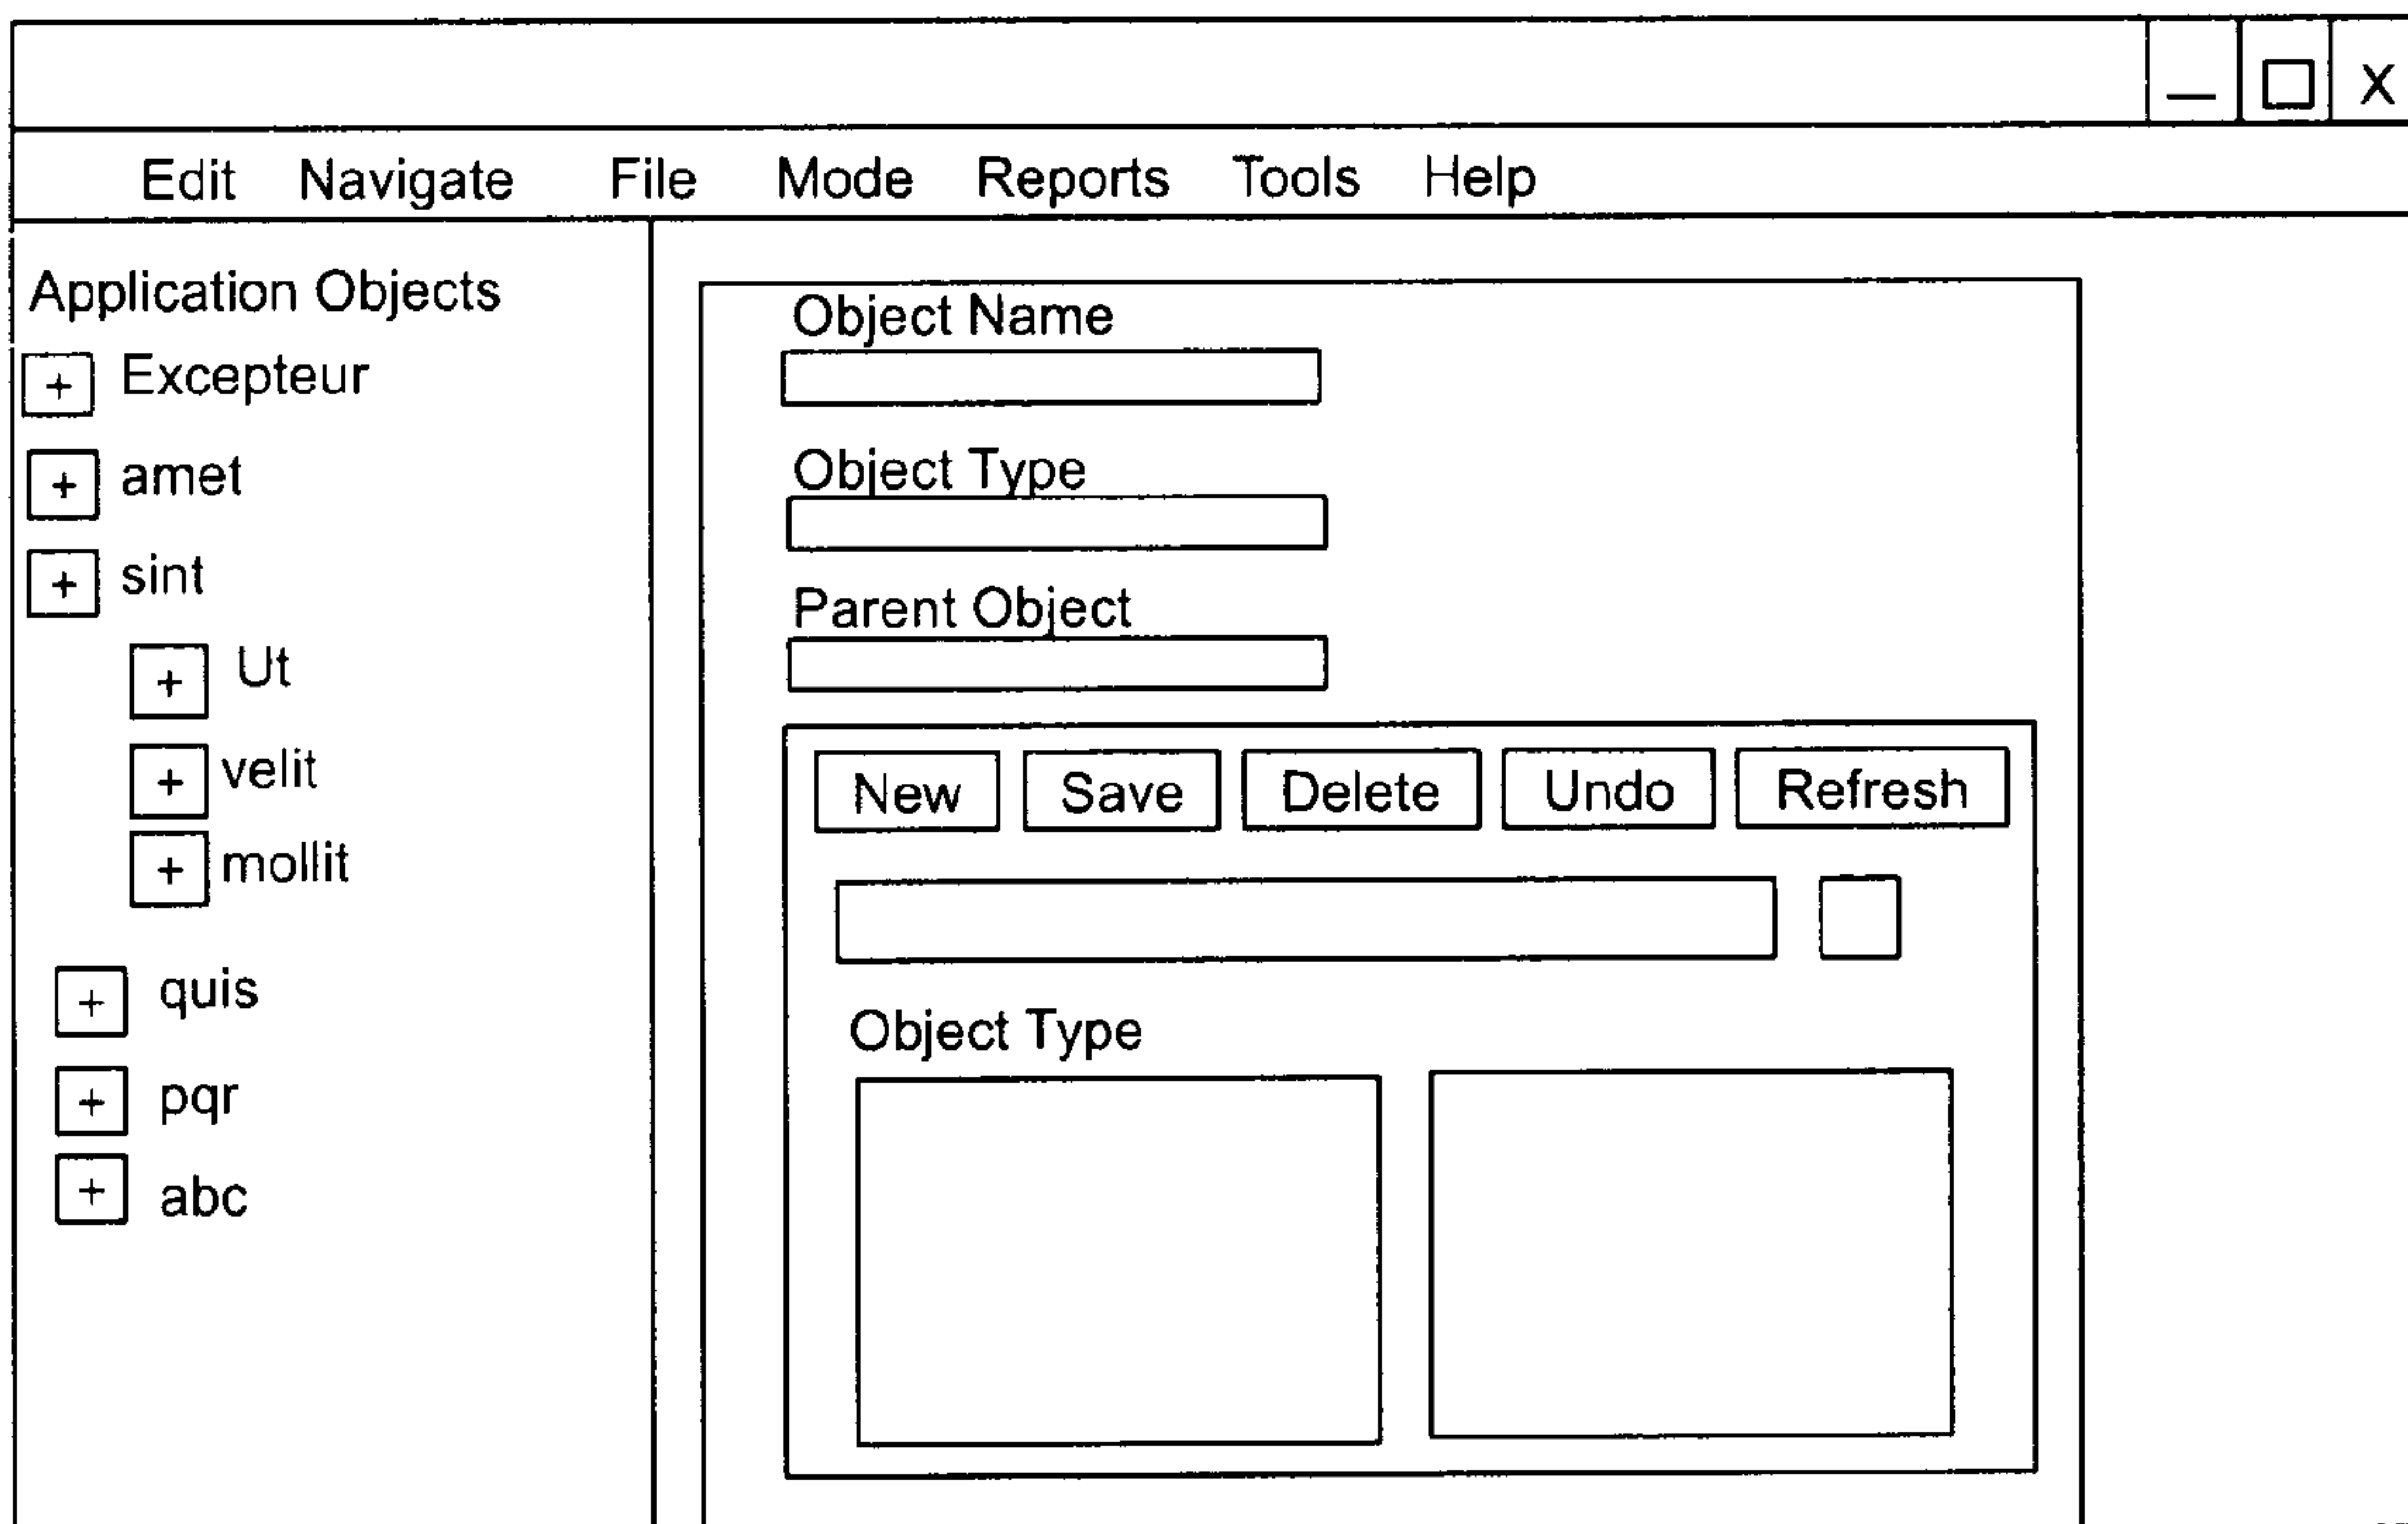 X
Edit Navigate File Mode Reports Tools Help
Application Objects
+ Excepteur
+ amet
+ sint
+ Ut
+ velit
+ mollit
+ quis
+ pqr
+ abc
Object Name
Object Type
Parent Object
New Save Delete Undo Refresh
Object Type